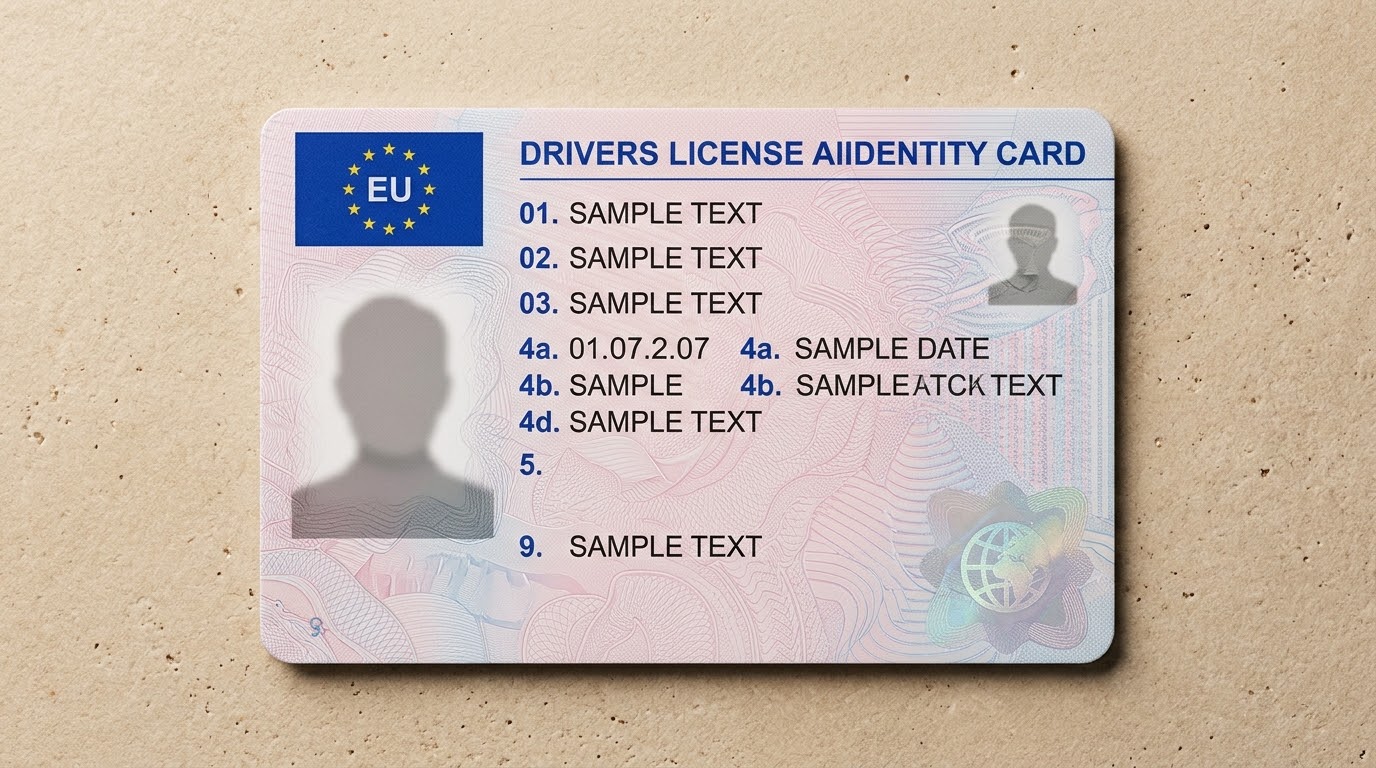 EU
DRIVERS LICENSE AIIDENTITY CARD
01. SAMPLE TEXT
02. SAMPLE TEXT
03. SAMPLE TEXT
4a. 01.07.2.07 4a. SAMPLE DATE
4b. SAMPLE 4b. SAMPLEATCK TEXT
4d. SAMPLE TEXT
5.
9. SAMPLE TEXT